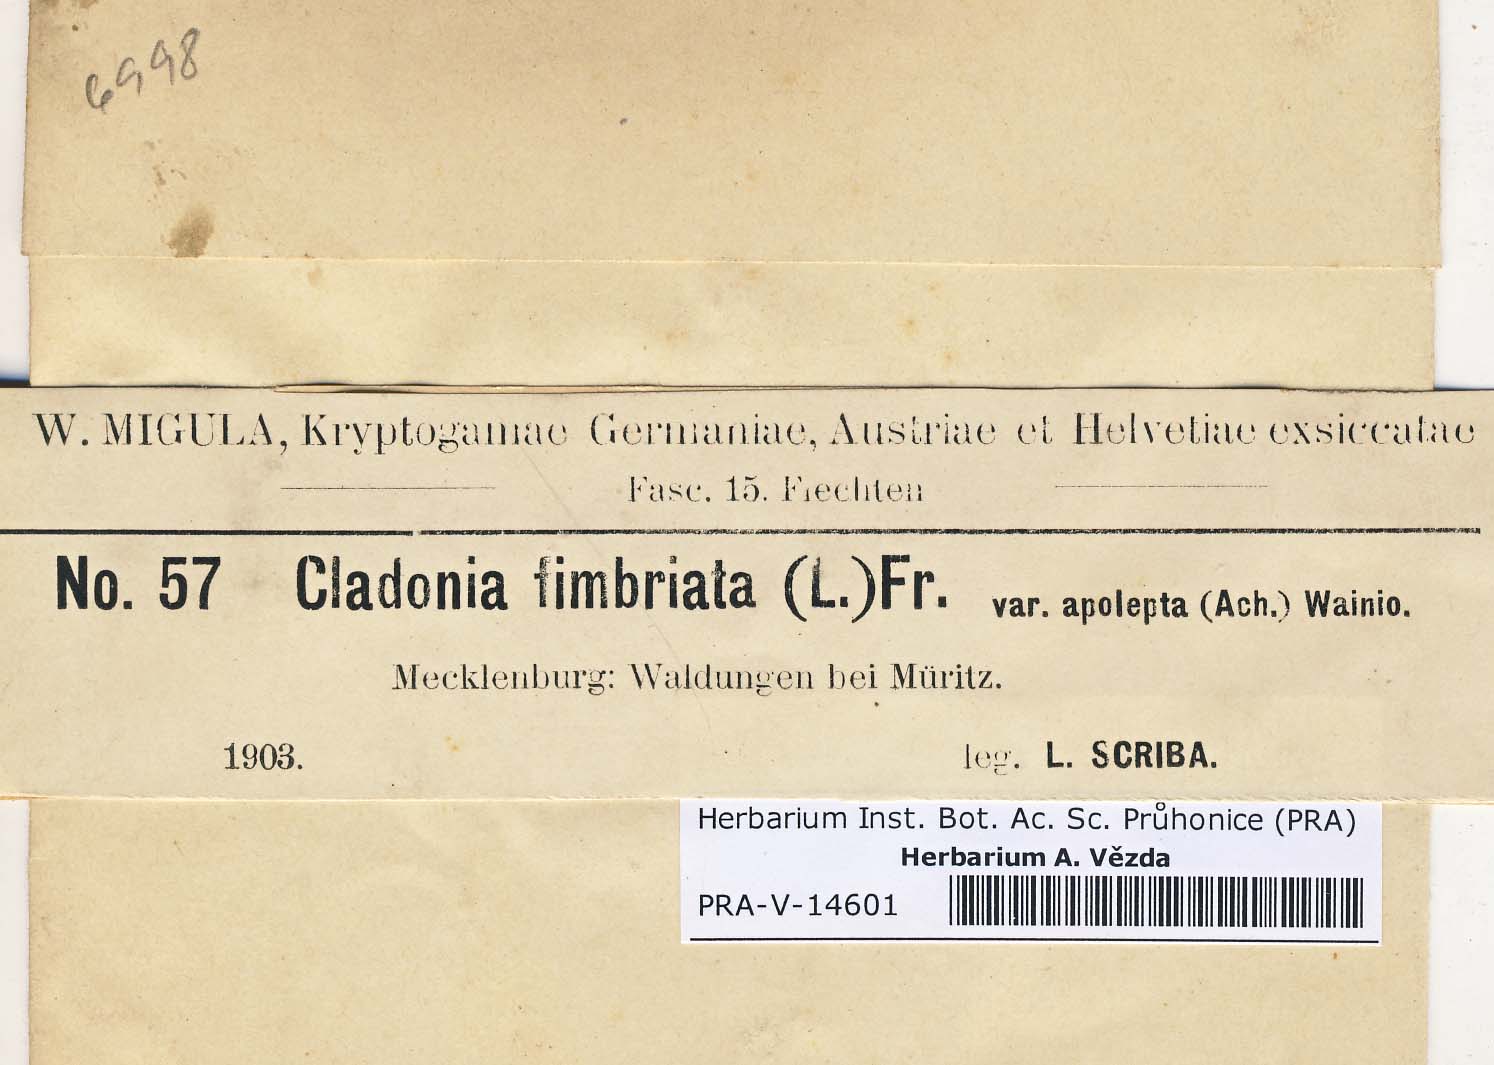 6998
W. MIGULA, Kryptogamae Germaniae, Austriae et Helvetiae exsiccatae
Fasc. 15. Flechten
No. 57 Cladonia fimbriata (L.) Fr. var. apolepta (Ach.) Wainio.
Mecklenburg: Waldungen bei Müritz.
1903. leg. L. SCRIBA.
Herbarium Inst. Bot. Ac. Sc. Průhonice (PRA)
Herbarium A. Vězda
PRA-V-14601